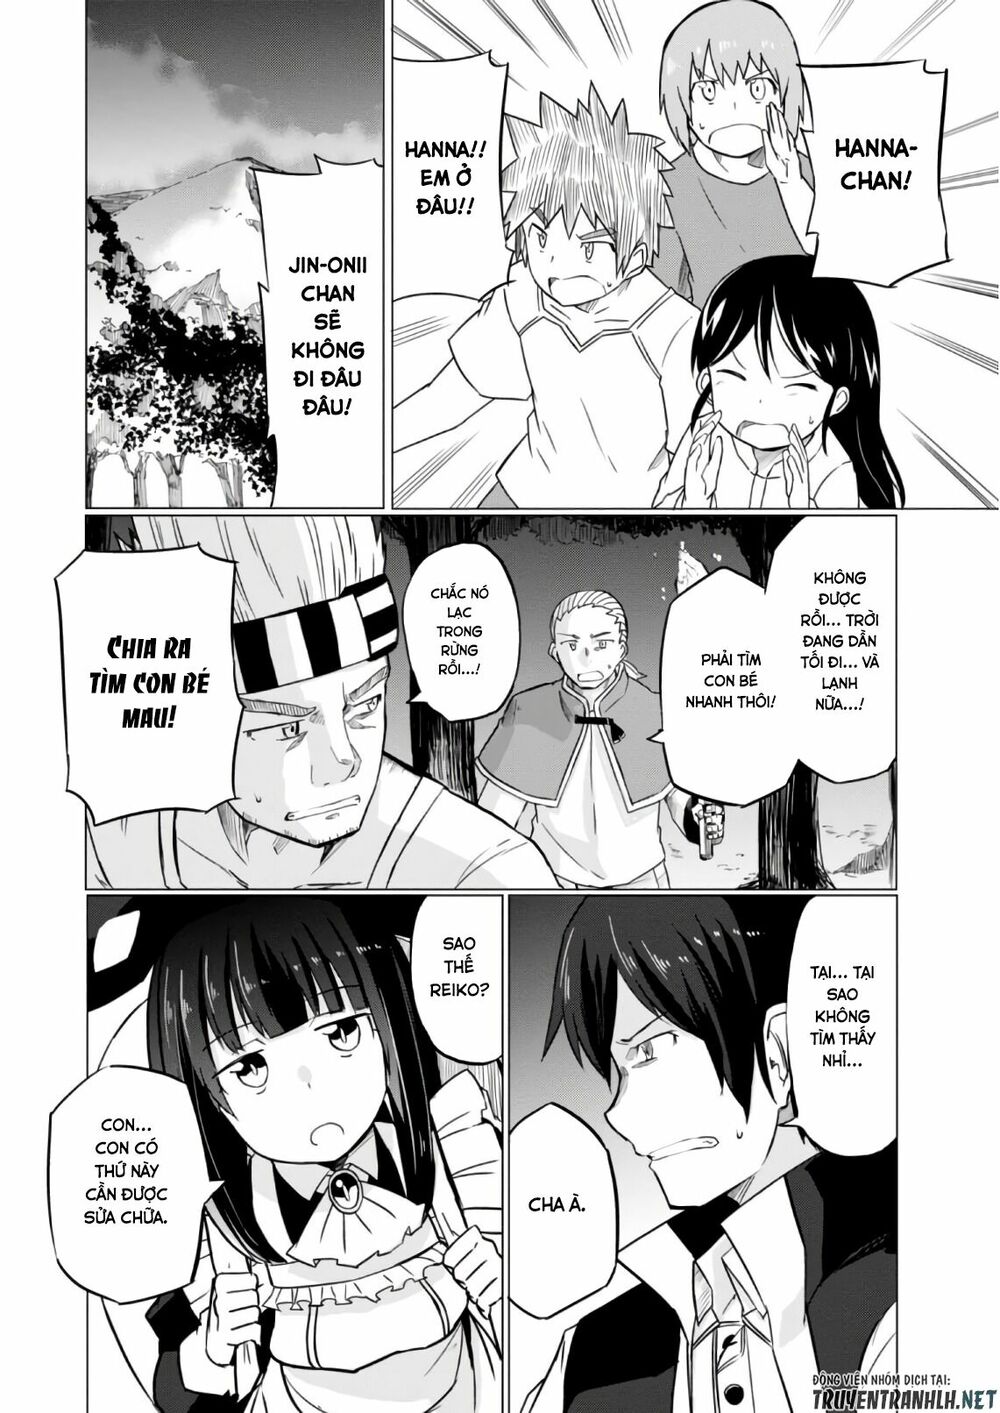 HANNA-
CHAN!
HANNA!!
EM Ở
ĐÂU!!
JIN-ONII
CHAN
SẼ
KHÔNG
ĐI ĐÂU
ĐÂU!
KHÔNG
ĐƯỢC
RỒI... TRỜI
ĐANG DẦN
TỐI ĐI... VÀ
LẠNH
NỮA...!
PHẢI TÌM
CON BÉ
NHANH THÔI!
CHẮC NÓ
LẠC
TRONG
RỪNG
RỒI...!
CHIA RA
TÌM CON BÉ
MAU!
TẠI... TẠI
SAO
KHÔNG
TÌM THẤY
NHỈ...
CHA À.
SAO
THẾ
REIKO?
CON...
CON CÓ
THỨ NÀY
CẦN ĐƯỢC
SỬA CHỮA.
ĐỘNG VIÊN NHÓM DỊCH TẠI:
TRUYENTRANHLH.NET